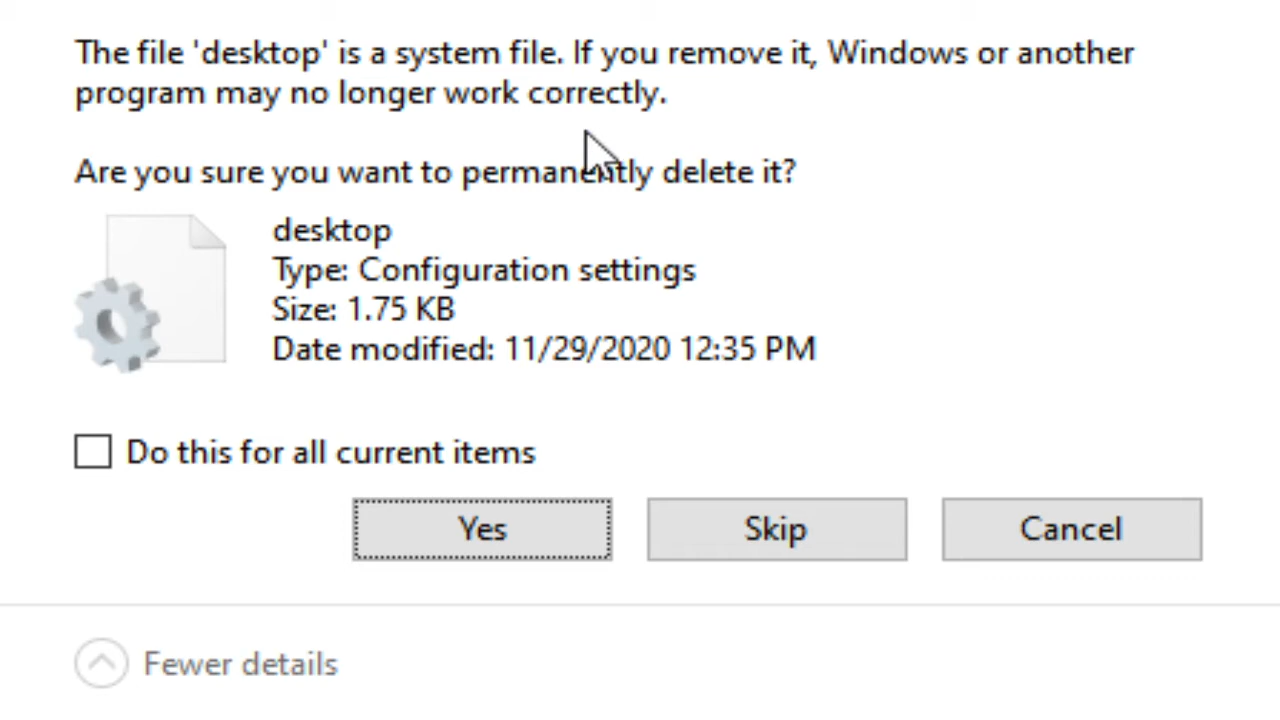 The file 'desktop' is a system file. If you remove it, Windows or another
program may no longer work correctly.
Are you sure you want to permanently delete it?
desktop
Type: Configuration settings
Size: 1.75 KB
Date modified: 11/29/2020 12:35 PM
Do this for all current items
Yes
Skip
Cancel
Fewer details